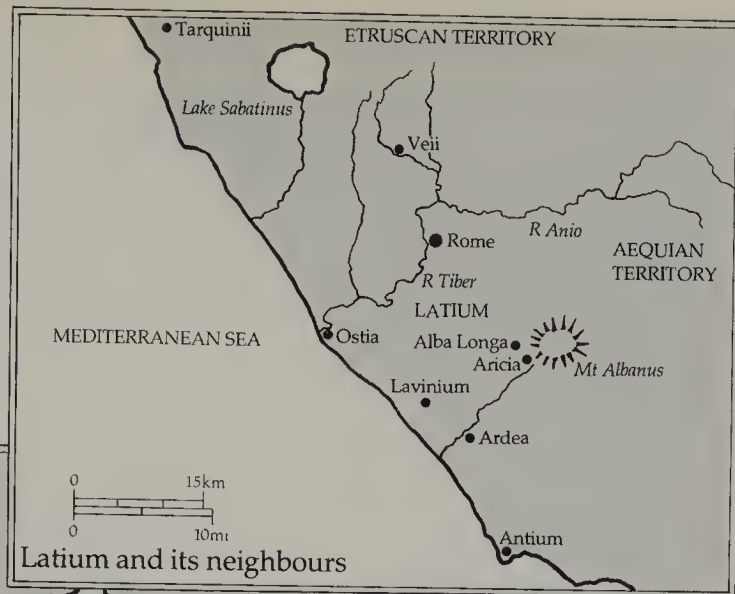 Tarquinii
ETRUSCAN TERRITORY
Lake Sabatinus
Veii
R Anio
Rome
AEQUIAN
TERRITORY
R Tiber
LATIUM
MEDITERRANEAN SEA
Ostia
Alba Longa
Aricia
Mt Albanus
Lavinium
Ardea
0 15km
0 10mi
Antium
Latium and its neighbours